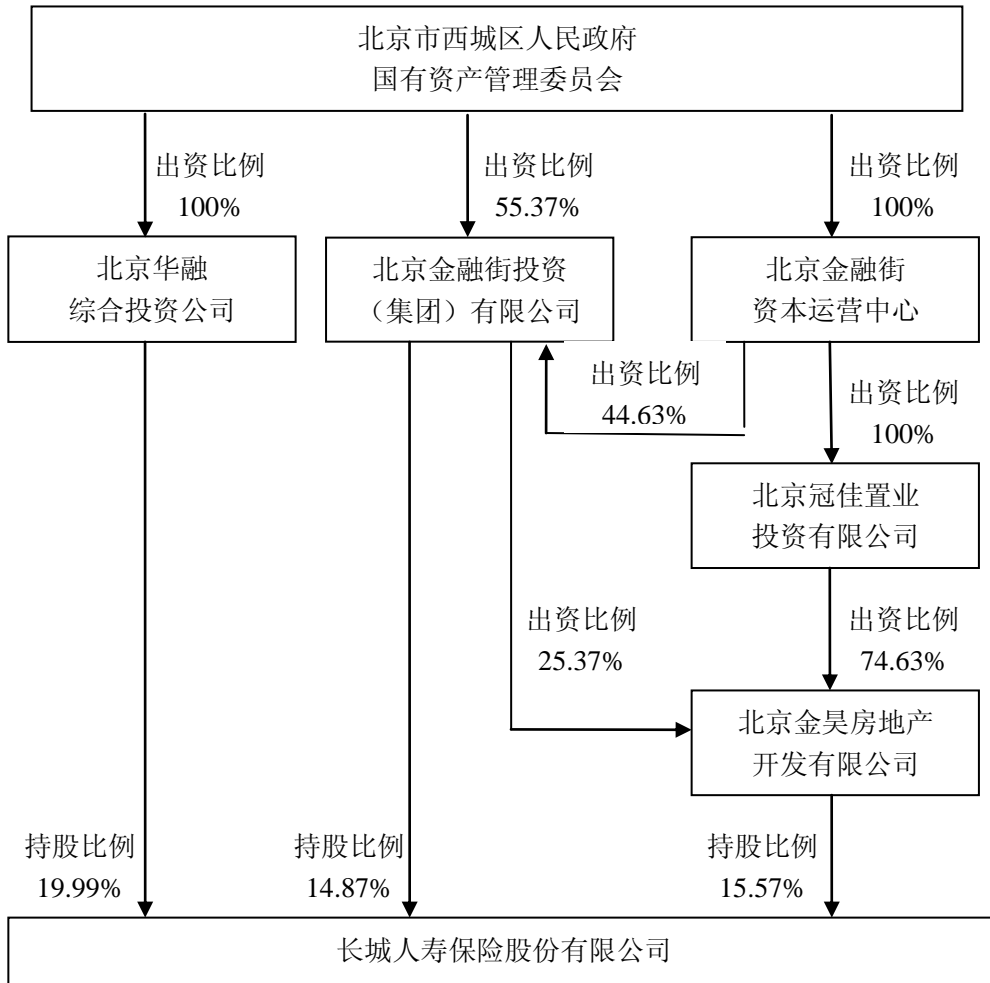 北京市西城区人民政府
国有资产管理委员会
出资比例
100%
出资比例
55.37%
出资比例
100%
北京华融
综合投资公司
北京金融街投资
（集团）有限公司
北京金融街
资本运营中心
出资比例
44.63%
出资比例
100%
北京冠佳置业
投资有限公司
出资比例
25.37%
出资比例
74.63%
北京金昊房地产
开发有限公司
持股比例
19.99%
持股比例
14.87%
持股比例
15.57%
长城人寿保险股份有限公司